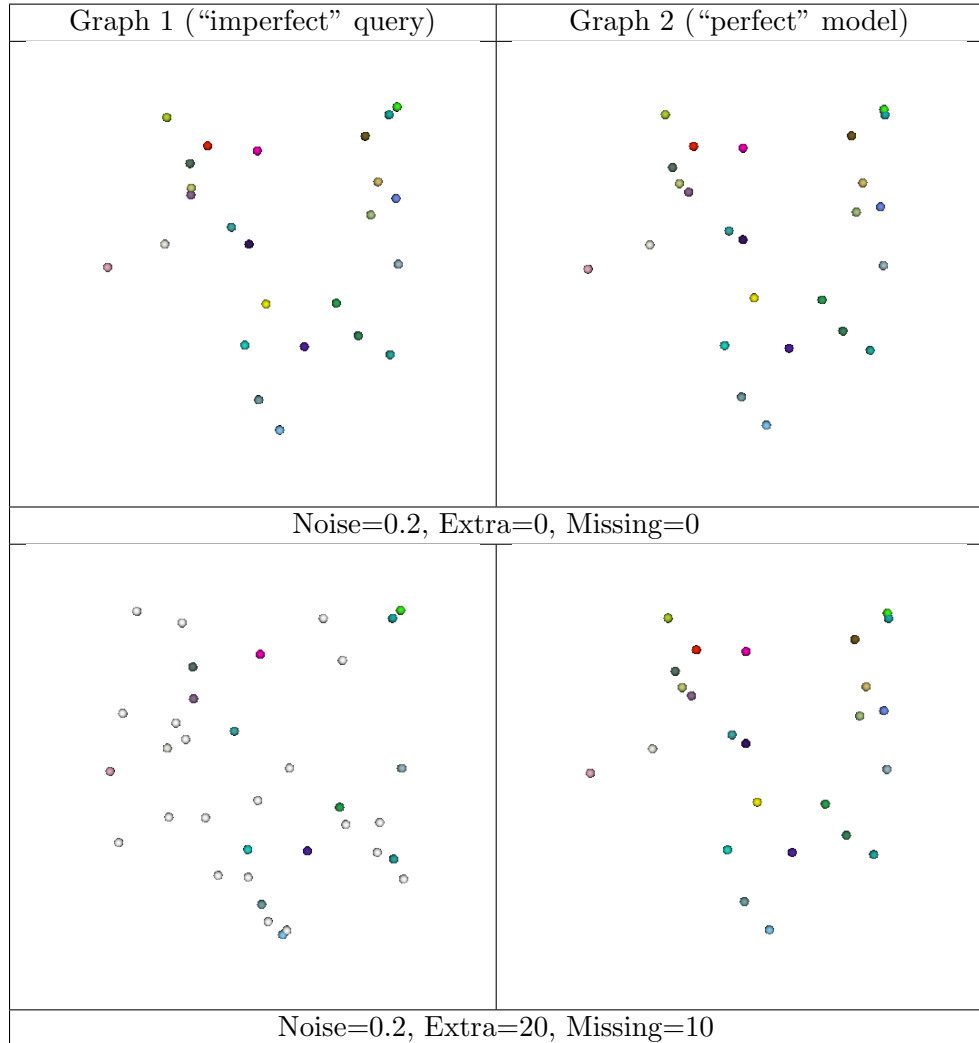 Graph 1 (“imperfect” query) Graph 2 (“perfect” model)
Noise=0.2, Extra=0, Missing=0
Noise=0.2, Extra=20, Missing=10